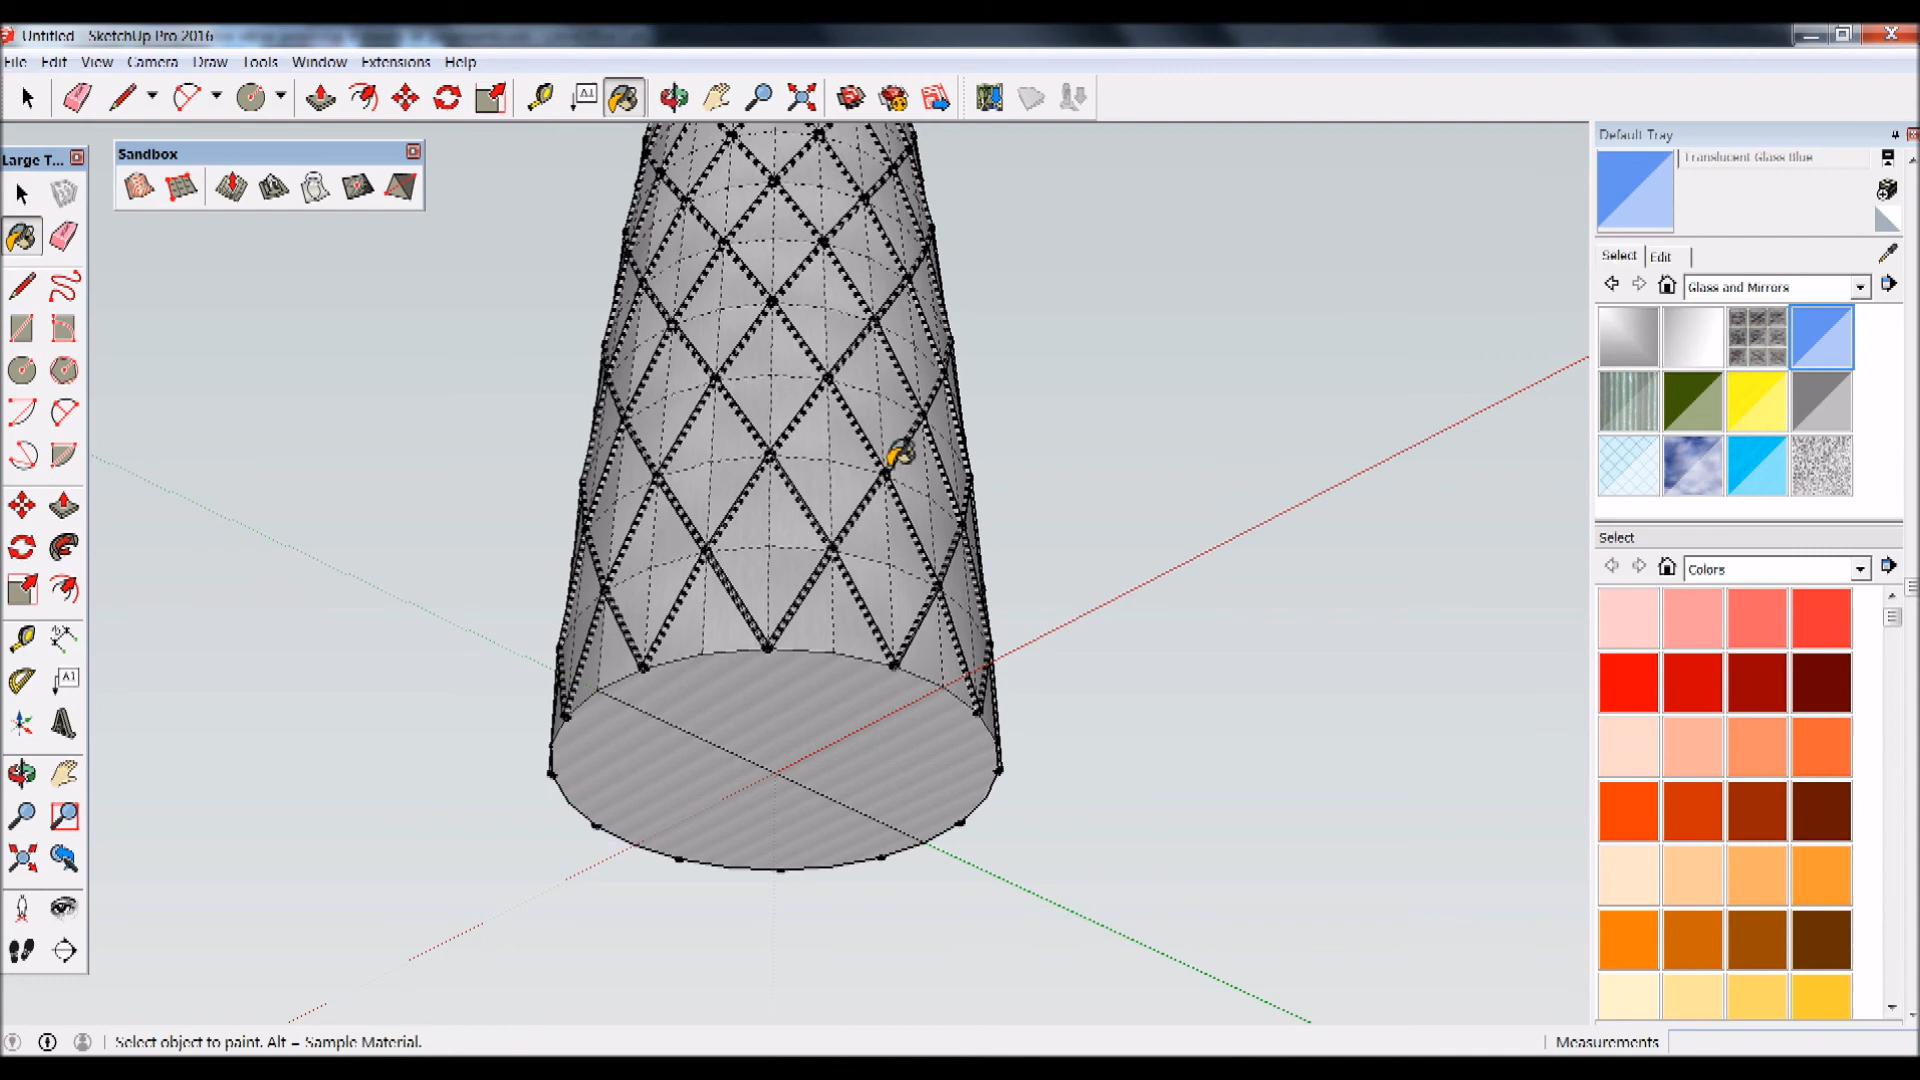 Untitled - SketchUp Pro 2016
File Edit View Camera Draw Tools Window Extensions Help
Default Tray
Large T...
Sandbox
Translucent Glass Blue
Select Edit
Glass and Mirrors
Select
Colors
Select object to paint. Alt = Sample Material.
Measurements